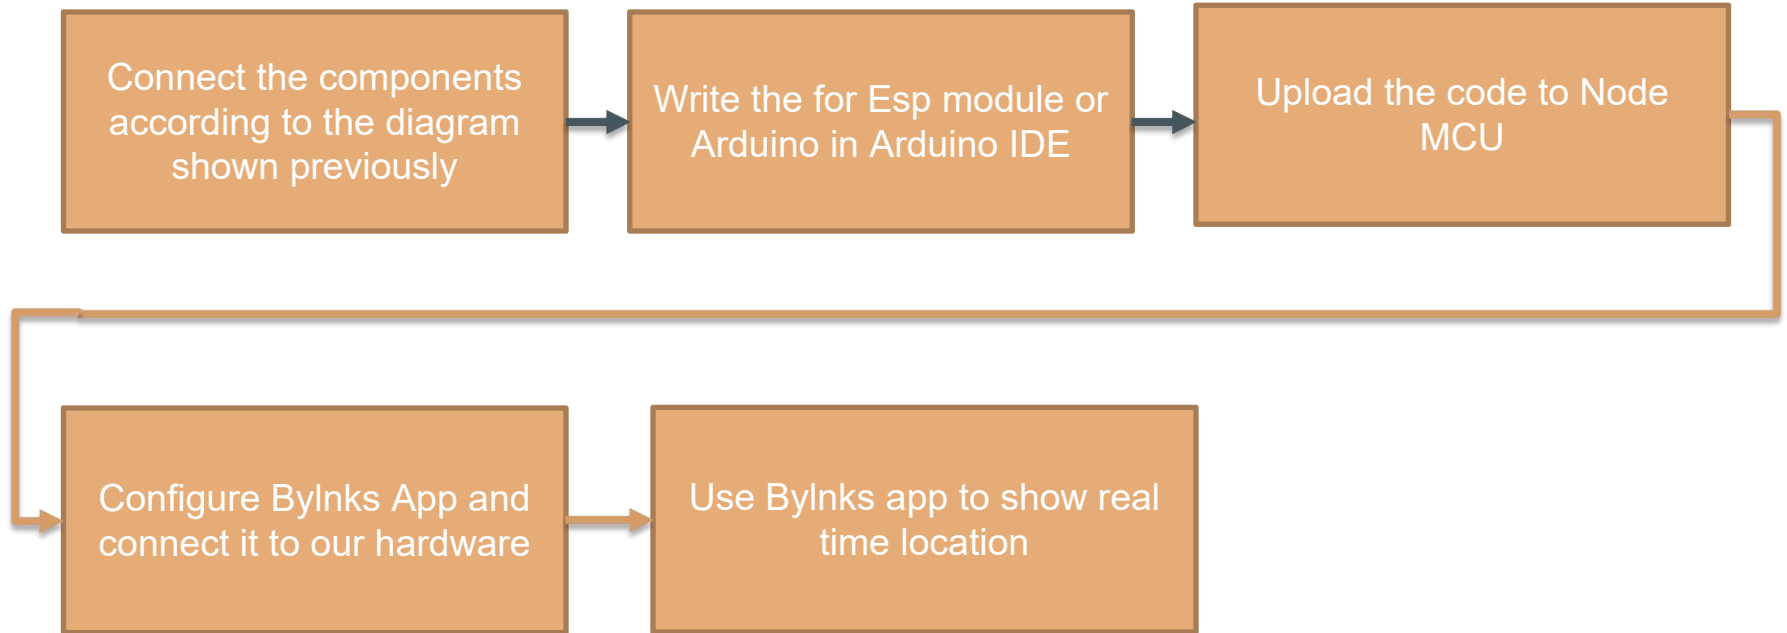 Connect the components
according to the diagram
shown previously
Write the for Esp module or
Arduino in Arduino IDE
Upload the code to Node
MCU
Configure Bylnks App and
connect it to our hardware
Use Bylnks app to show real
time location